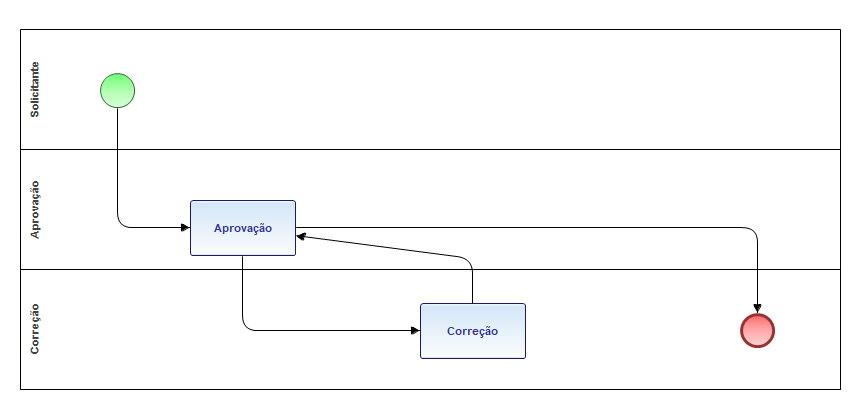 Solicitante
Aprovação
Aprovação
Correção
Correção